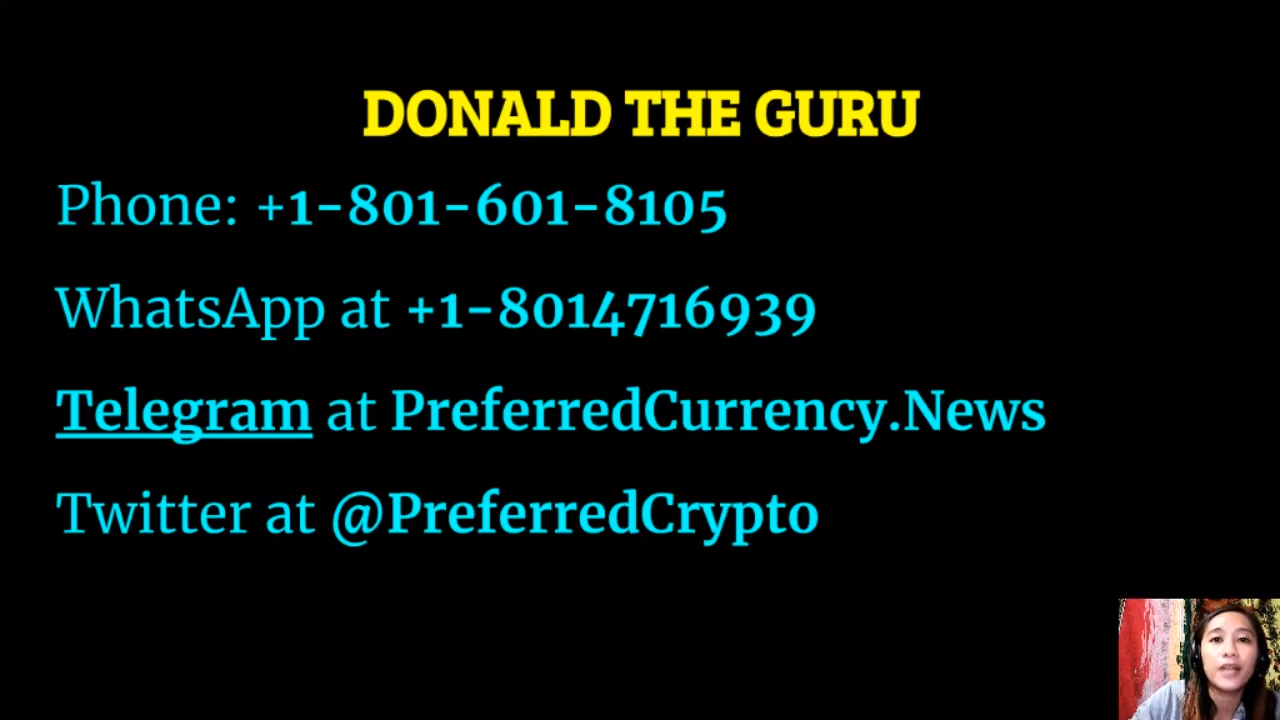 DONALD THE GURU
Phone: +1-801-601-8105
WhatsApp at +1-8014716939
Telegram at PreferredCurrency.News
Twitter at @PreferredCrypto